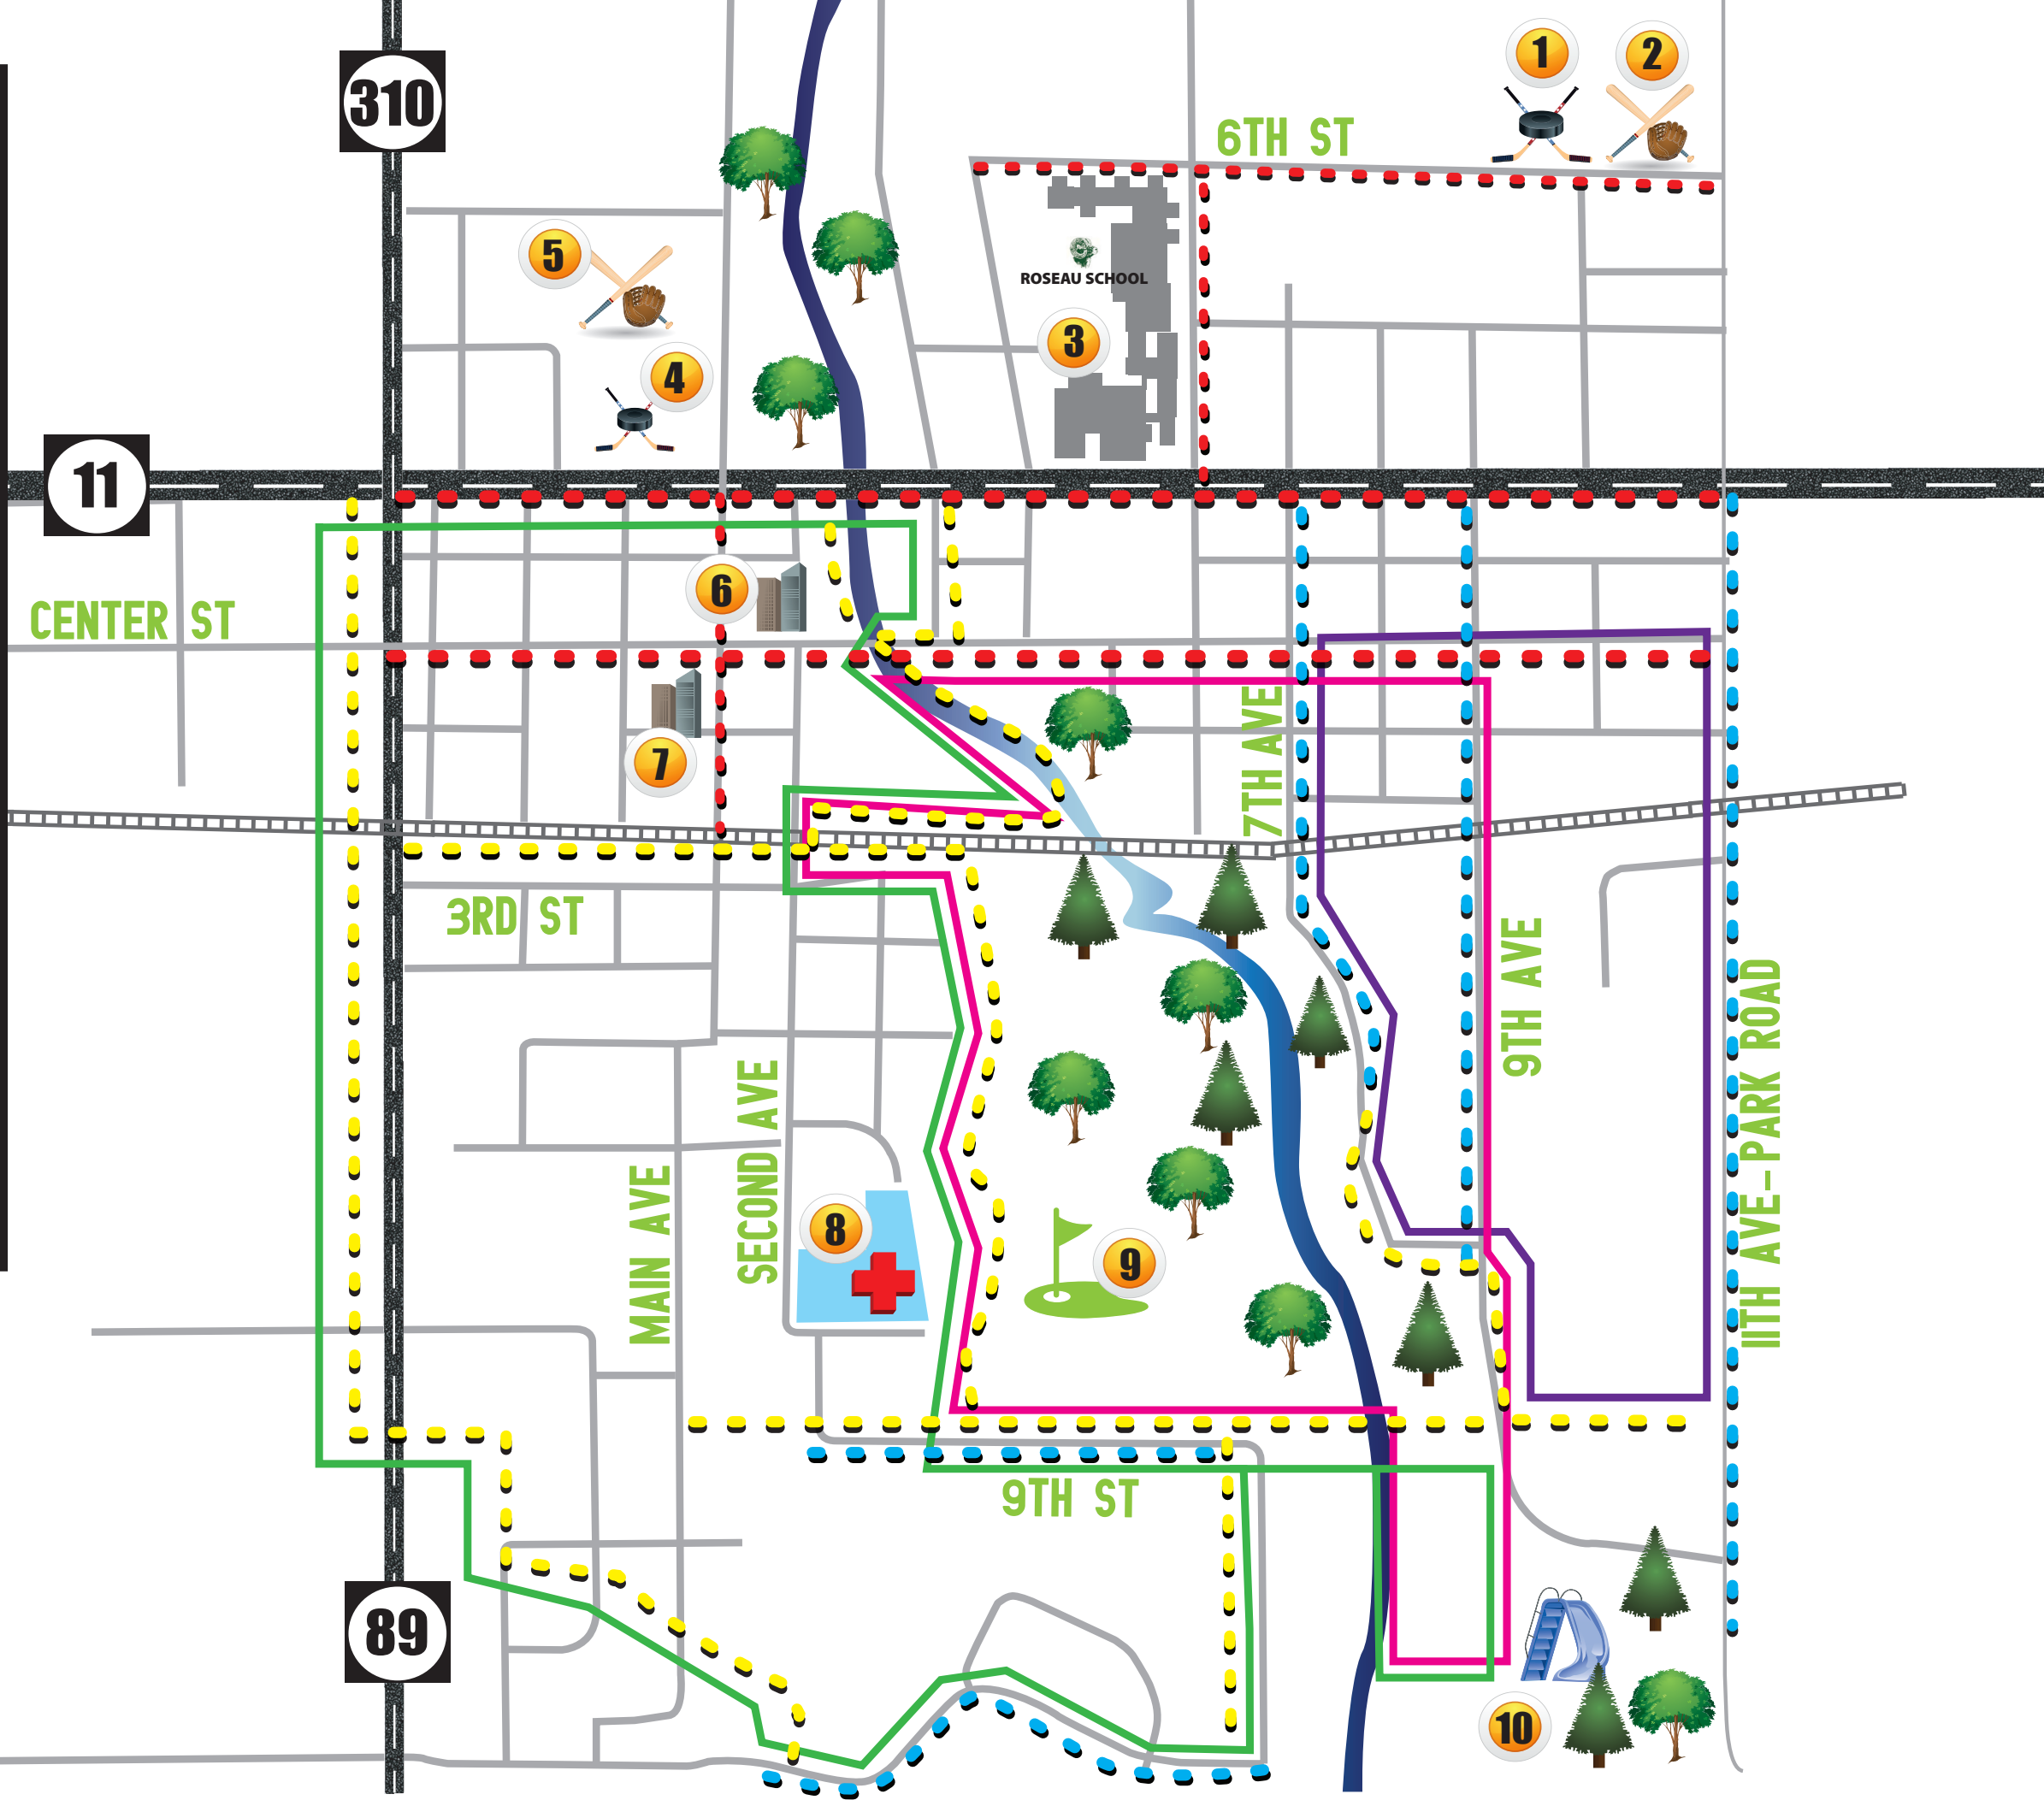 310
1
2
6TH ST
5
ROSEAU SCHOOL
3
4
11
6
CENTER ST
7
7TH AVE
3RD ST
9TH AVE
11TH AVE-PARK ROAD
SECOND AVE
MAIN AVE
8
9
9TH ST
89
10